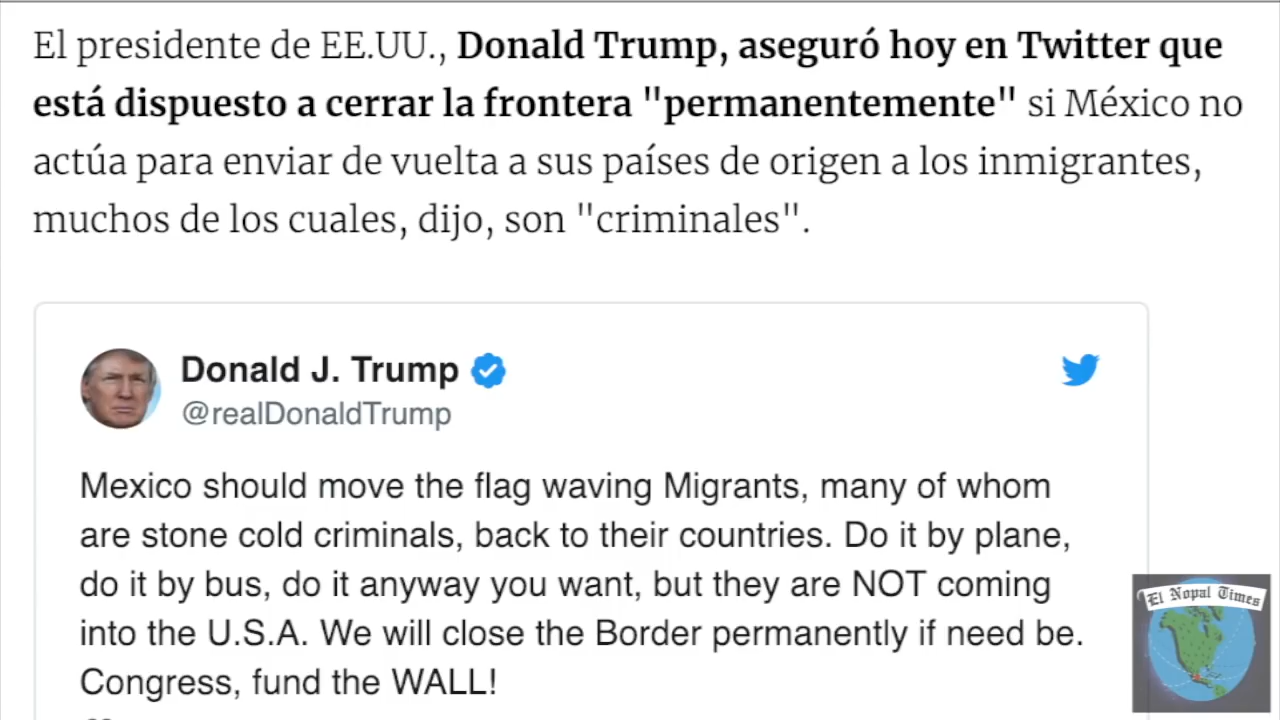 El presidente de EE.UU., Donald Trump, aseguró hoy en Twitter que
está dispuesto a cerrar la frontera "permanentemente" si México no
actúa para enviar de vuelta a sus países de origen a los inmigrantes,
muchos de los cuales, dijo, son "criminales".
Donald J. Trump
@realDonaldTrump
Mexico should move the flag waving Migrants, many of whom
are stone cold criminals, back to their countries. Do it by plane,
do it by bus, do it anyway you want, but they are NOT coming
into the U.S.A. We will close the Border permanently if need be.
Congress, fund the WALL!
El Nopal Times